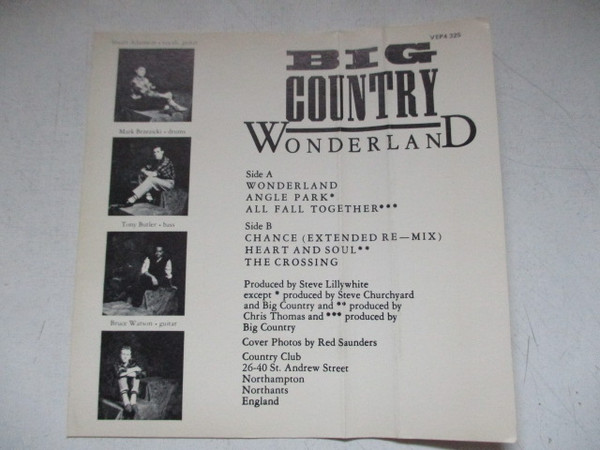 VEP4.325
BIG
COUNTRY
WONDERLAND
Stuart Adamson • vocals, guitar
Mark Brzezicki • drums
Tony Butler • bass
Bruce Watson • guitar
Side A
WONDERLAND
ANGLE PARK*
ALL FALL TOGETHER***
Side B
CHANCE (EXTENDED RE—MIX)
HEART AND SOUL**
THE CROSSING
Produced by Steve Lillywhite
except * produced by Steve Churchyard
and Big Country and ** produced by
Chris Thomas and *** produced by
Big Country
Cover Photos by Red Saunders
Country Club
26-40 St. Andrew Street
Northampton
Northants
England